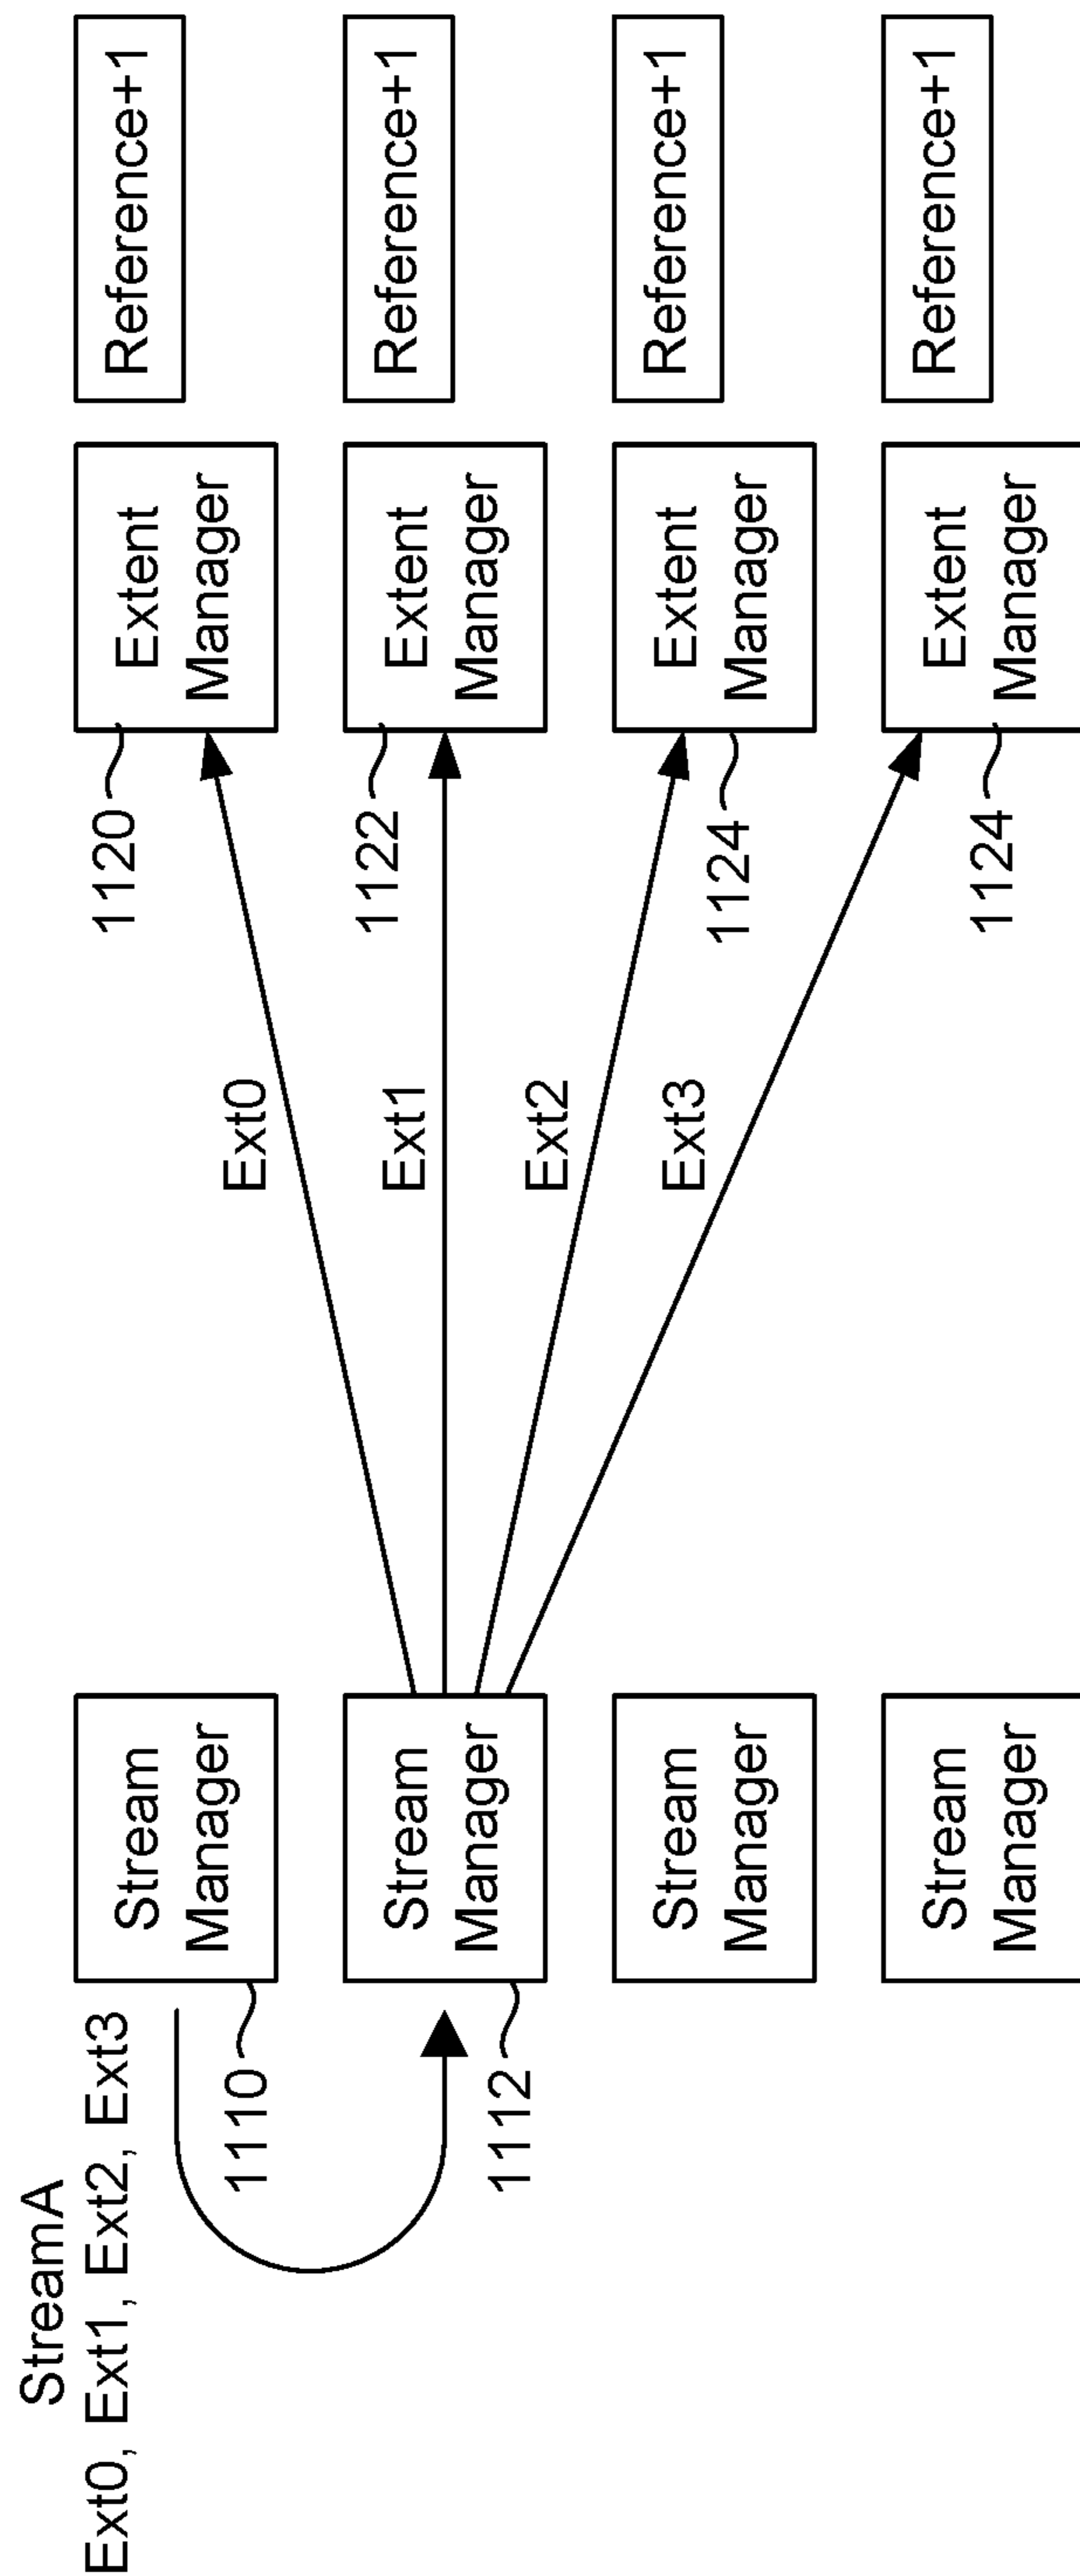 StreamA
Ext0, Ext1, Ext2, Ext3
1110
Stream
Manager
1112
Stream
Manager
Stream
Manager
Stream
Manager
Ext0
Ext1
Ext2
Ext3
1120
Extent
Manager
Reference+1
1122
Extent
Manager
Reference+1
1124
Extent
Manager
Reference+1
1124
Extent
Manager
Reference+1